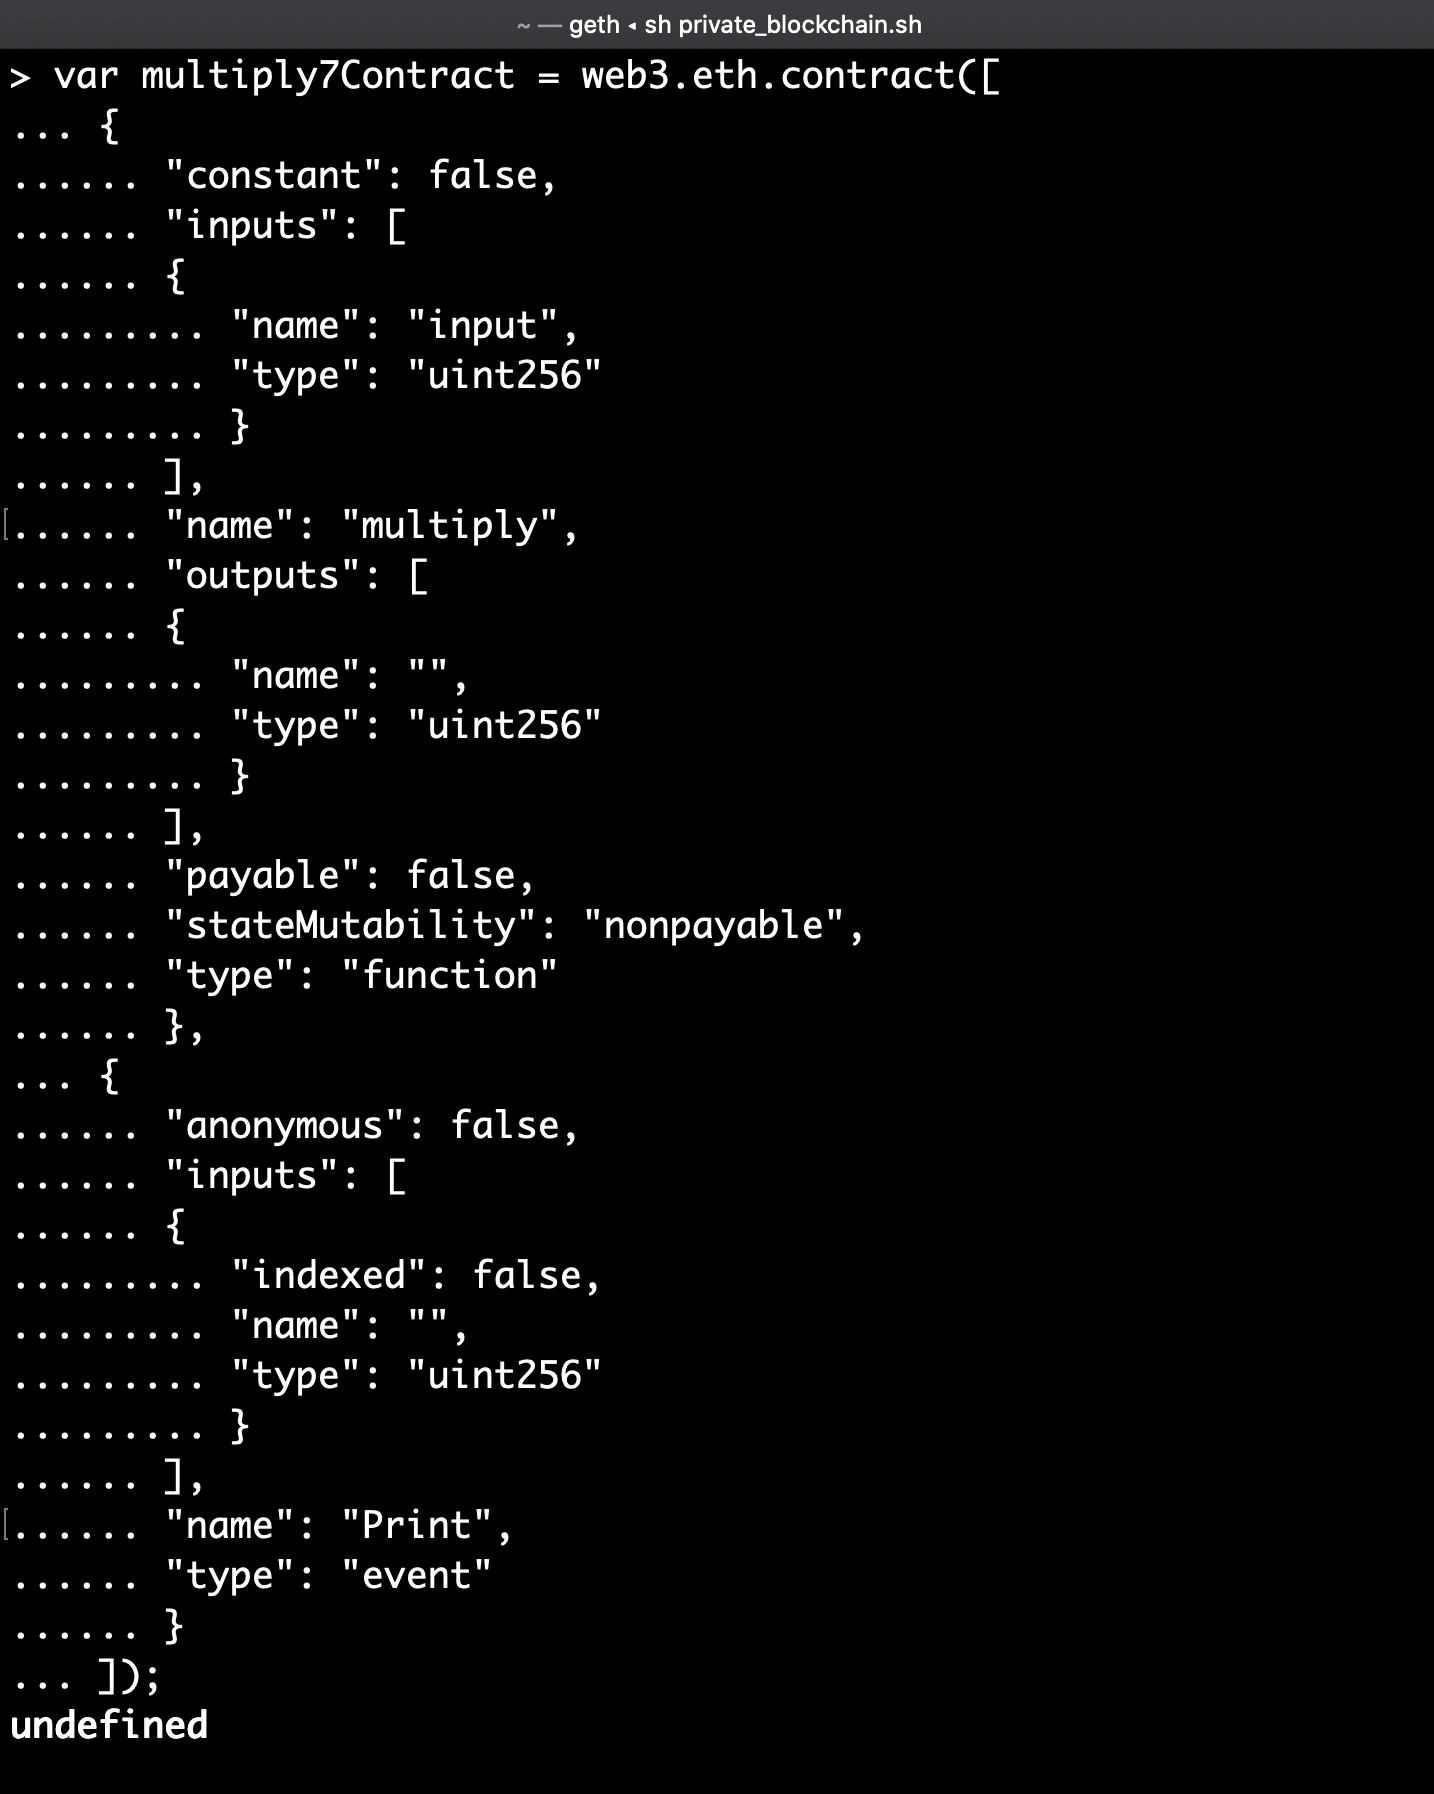 ~ — geth ◂ sh private_blockchain.sh
> var multiply7Contract = web3.eth.contract([
... {
...... "constant": false,
...... "inputs": [
...... {
......... "name": "input",
......... "type": "uint256"
......... }
...... ],
[...... "name": "multiply",
...... "outputs": [
...... {
......... "name": "",
......... "type": "uint256"
......... }
...... ],
...... "payable": false,
...... "stateMutability": "nonpayable",
...... "type": "function"
...... },
... {
...... "anonymous": false,
...... "inputs": [
...... {
......... "indexed": false,
......... "name": "",
......... "type": "uint256"
......... }
...... ],
[...... "name": "Print",
...... "type": "event"
...... }
... ]);
undefined